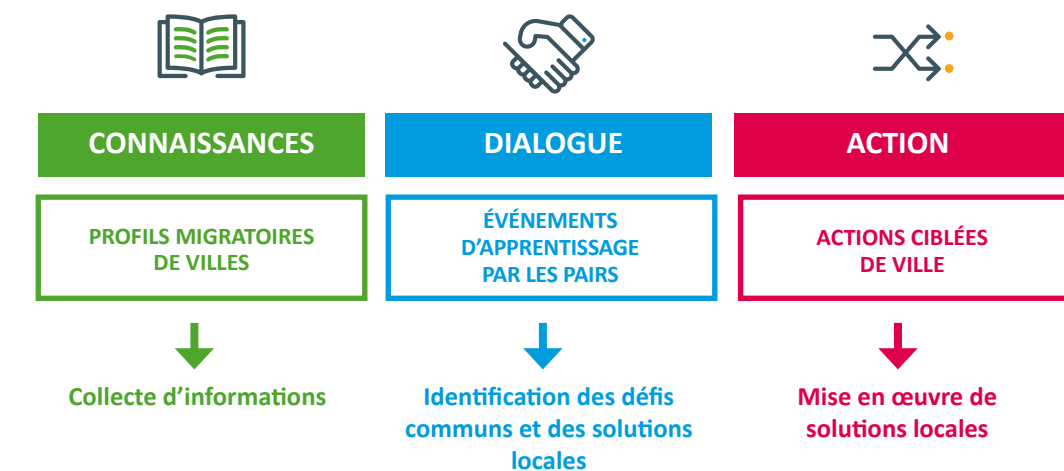 CONNAISSANCES
PROFILS MIGRATOIRES
DE VILLES
Collecte d’informations
DIALOGUE
ÉVÉNEMENTS
D’APPRENTISSAGE
PAR LES PAIRS
Identification des défis
communs et des solutions
locales
ACTION
ACTIONS CIBLÉES
DE VILLE
Mise en œuvre de
solutions locales